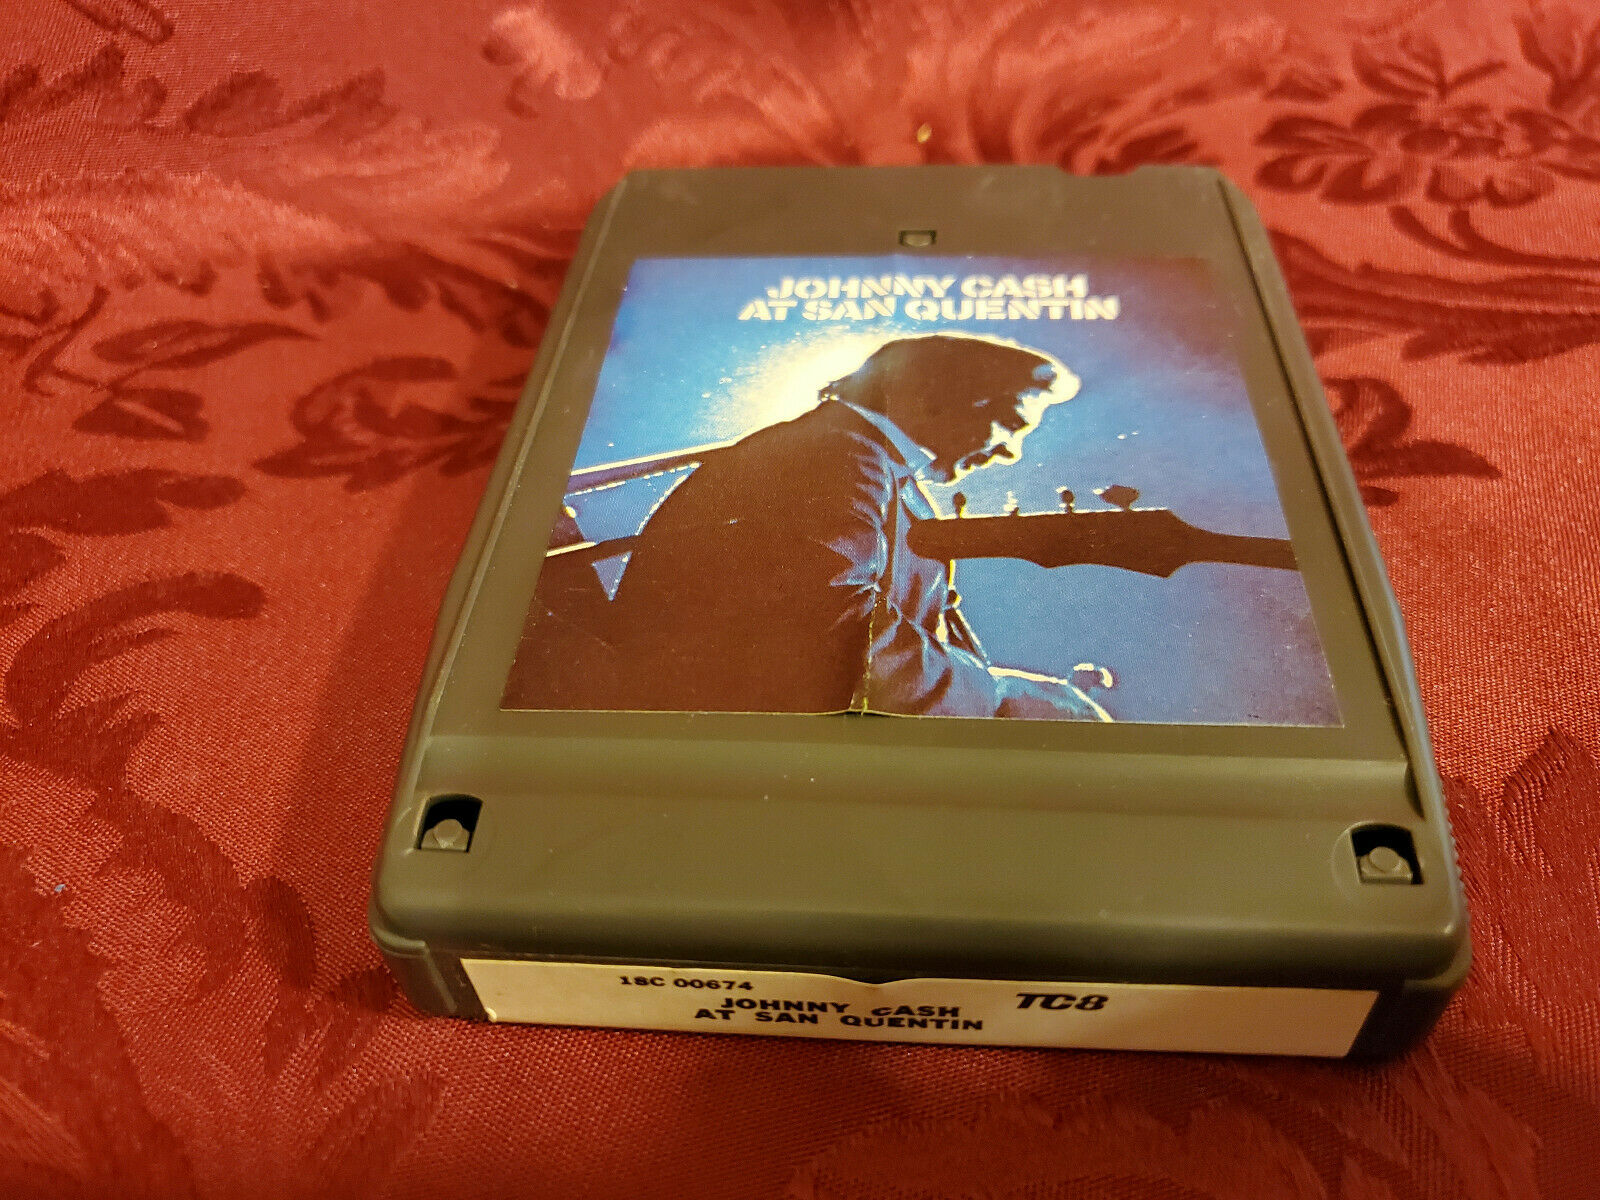 JOHNNY CASH
AT SAN QUENTIN
18C 00674
JOHNNY CASH
AT SAN QUENTIN
TC8